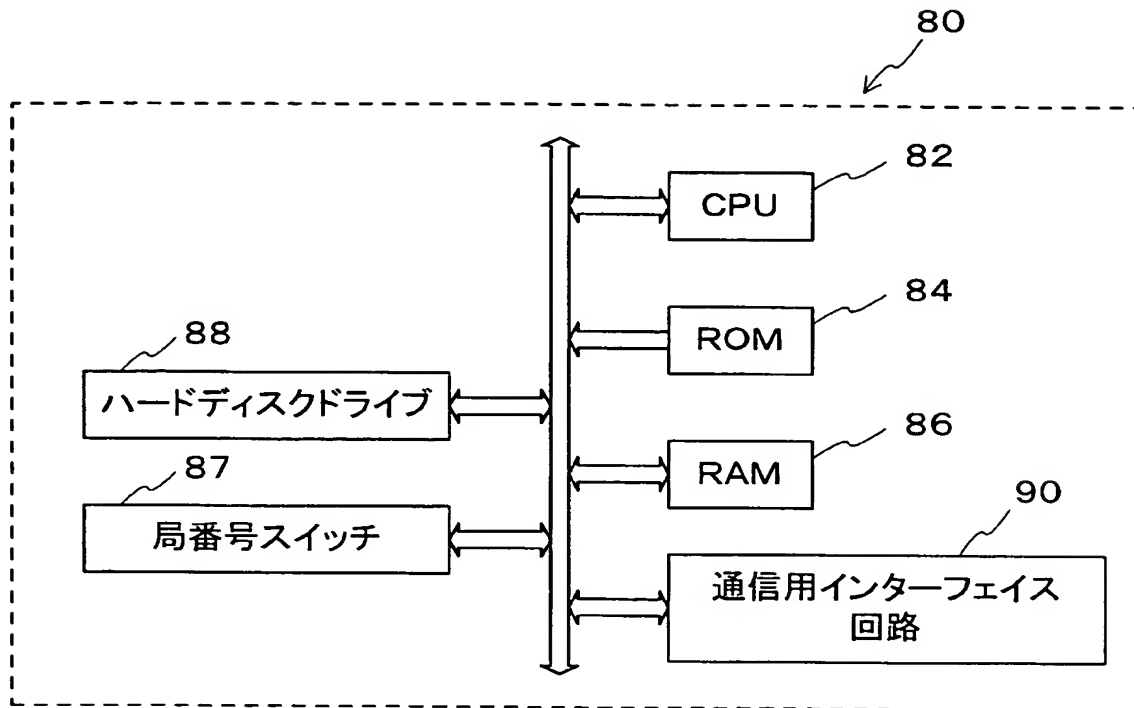 80
82
CPU
84
ROM
88
ハードディスクドライブ
86
RAM
87
局番号スイッチ
90
通信用インターフェイス
回路